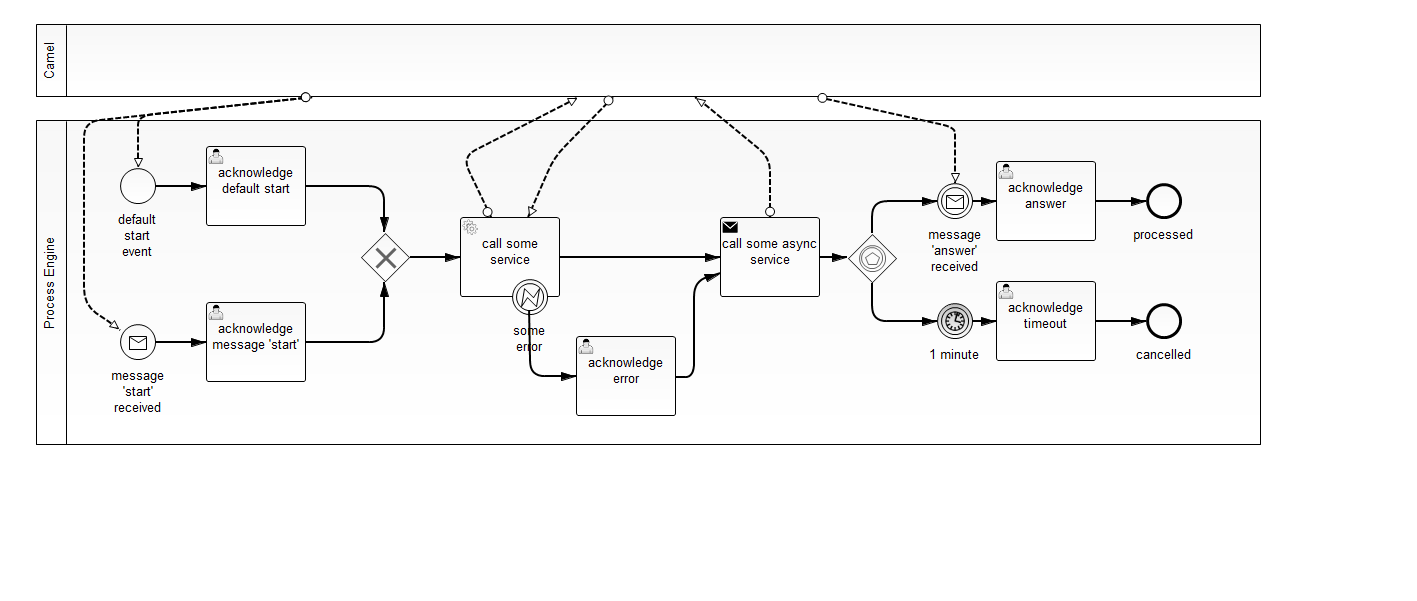 Camel
Process Engine
default
start
event
acknowledge
default start
message
'start'
received
acknowledge
message 'start'
call some
service
some
error
acknowledge
error
call some async
service
message
'answer'
received
acknowledge
answer
processed
1 minute
acknowledge
timeout
cancelled